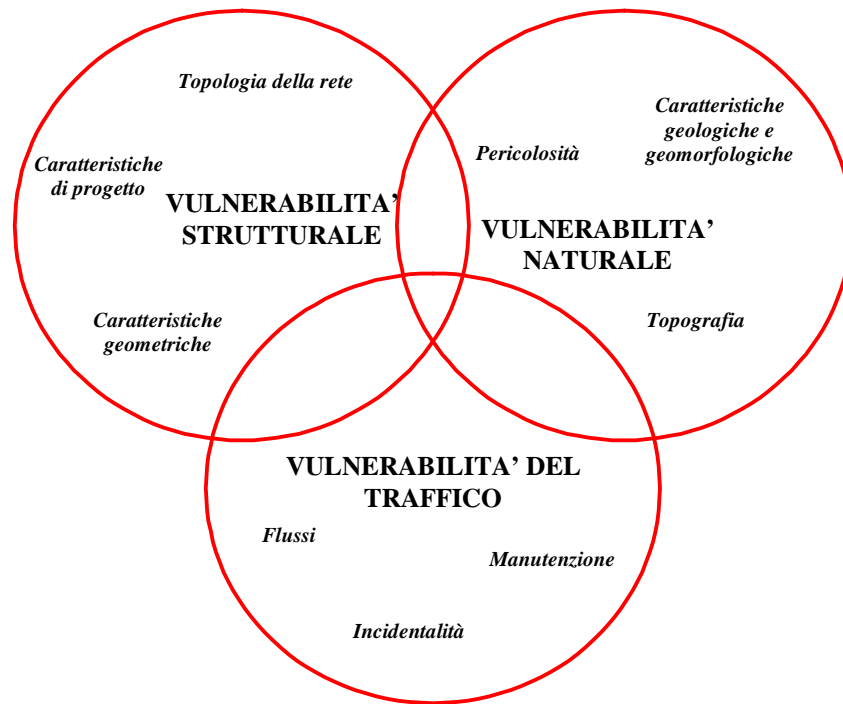 Topologia della rete
Caratteristiche
di progetto
VULNERABILITA’
STRUTTURALE
Caratteristiche
geometriche
Caratteristiche
geologiche e
geomorfologiche
Pericolosità
VULNERABILITA’
NATURALE
Topografia
VULNERABILITA’ DEL
TRAFFICO
Flussi
Manutenzione
Incidentalità